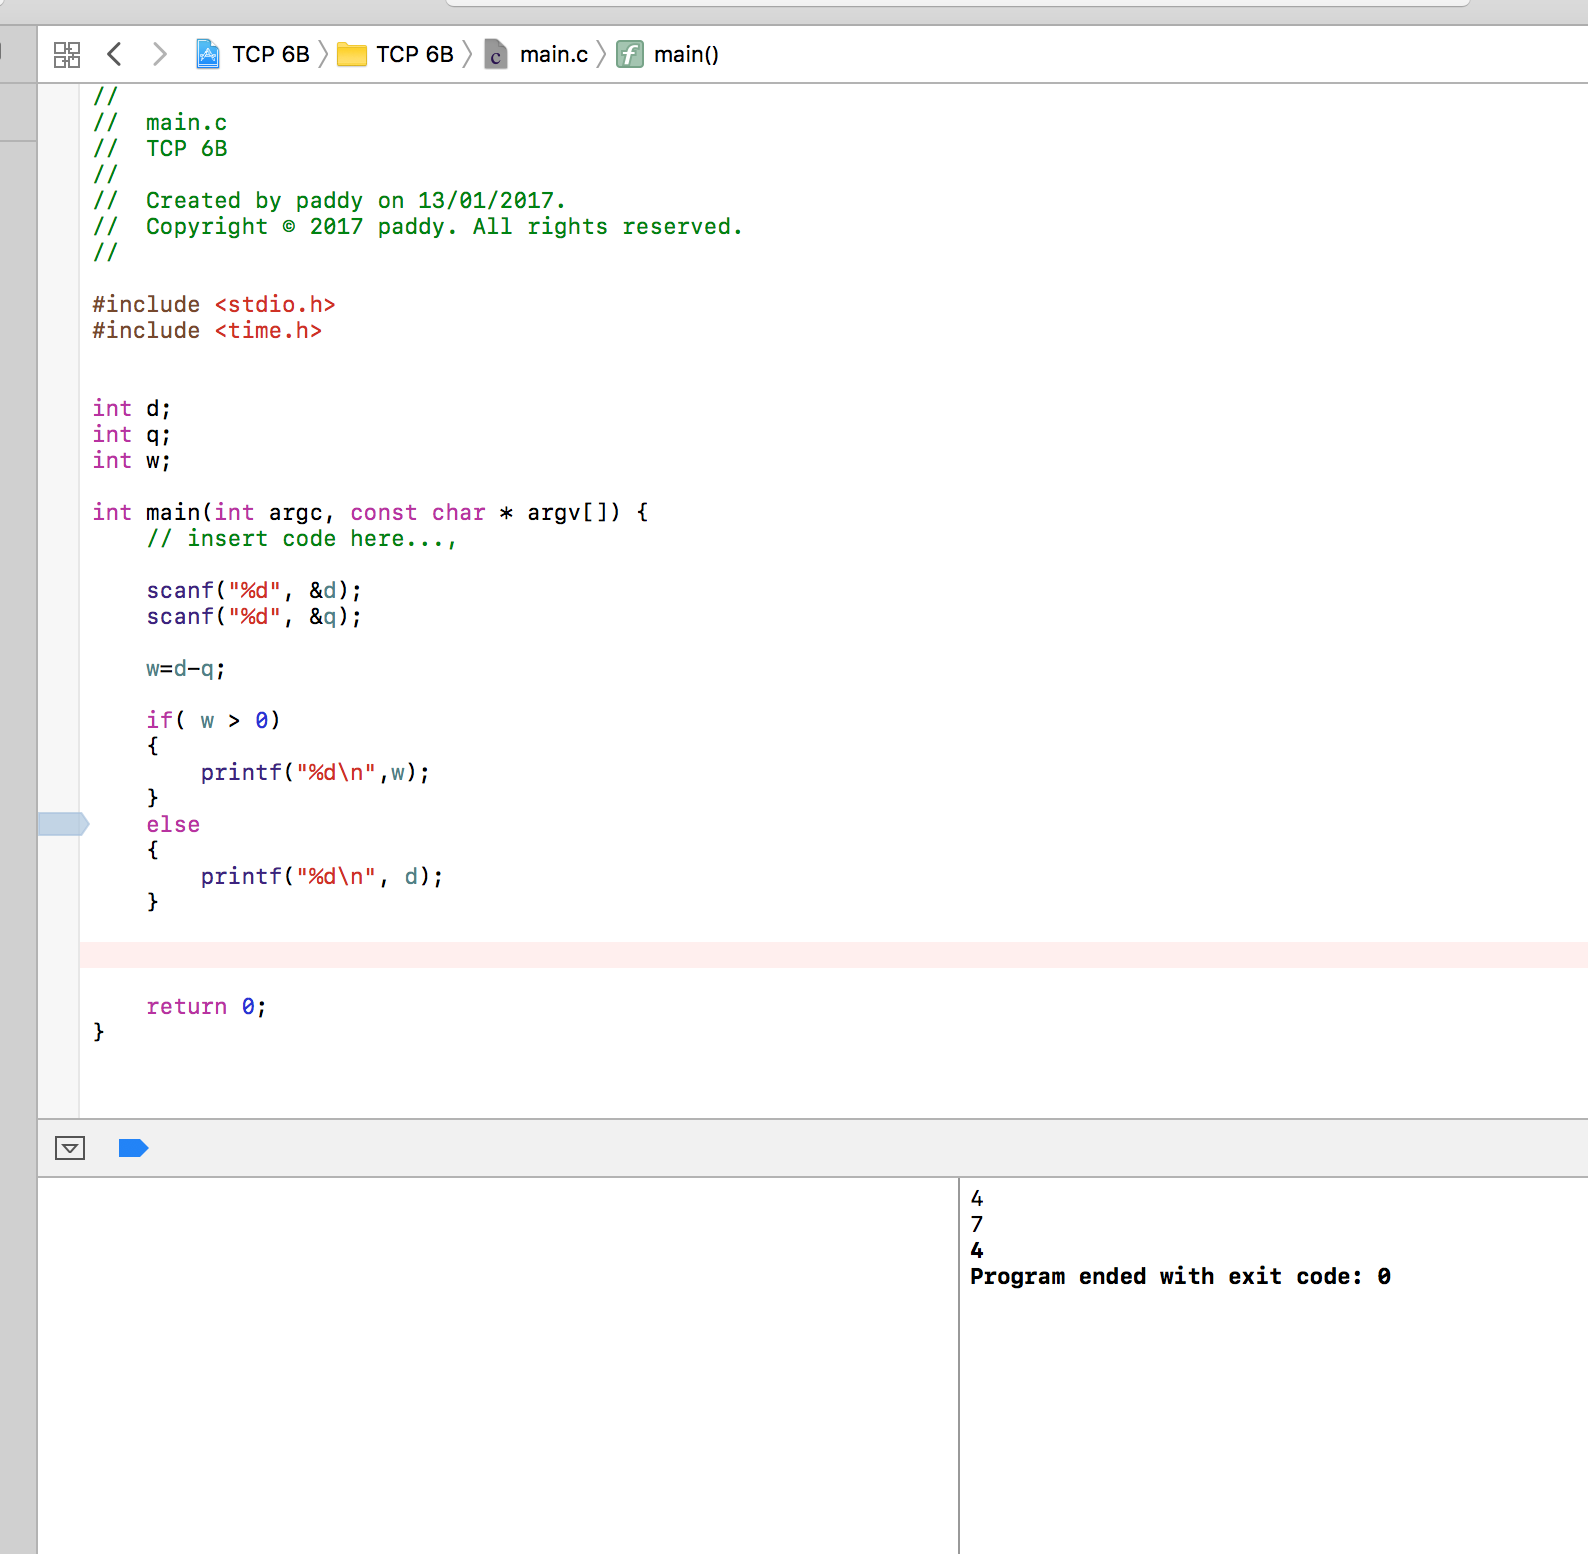 TCP 6B TCP 6B c main.c f main()
//
//  main.c
//  TCP 6B
//
//  Created by paddy on 13/01/2017.
//  Copyright © 2017 paddy. All rights reserved.
//
#include <stdio.h>
#include <time.h>
int d;
int q;
int w;
int main(int argc, const char * argv[]) {
    // insert code here...,
    scanf("%d", &d);
    scanf("%d", &q);
    w=d-q;
    if( w > 0)
    {
        printf("%d\n",w);
    }
    else
    {
        printf("%d\n", d);
    }
    return 0;
}
4
7
4
Program ended with exit code: 0